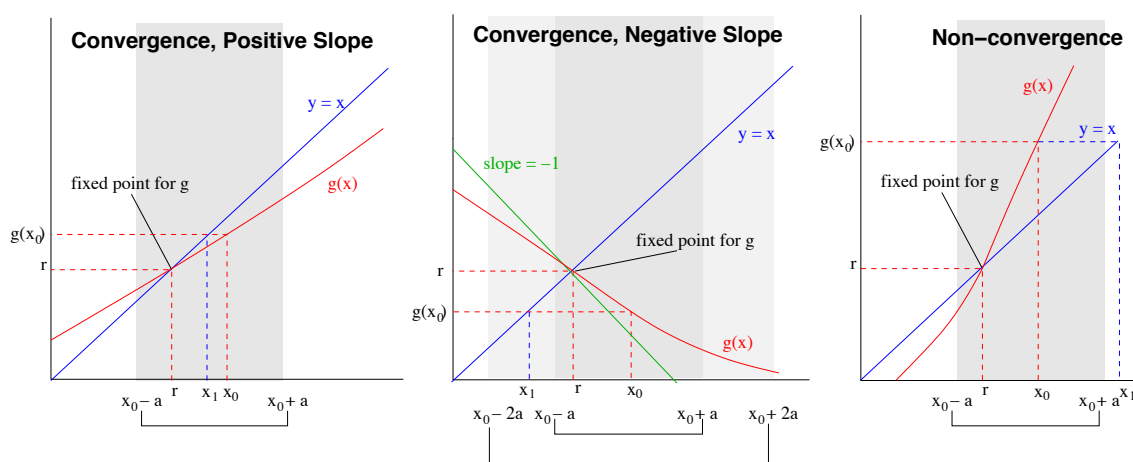 Convergence, Positive Slope
y = x
g(x)
fixed point for g
g(x₀)
r
r
x₁
x₀
x₀– a
x₀+ a
Convergence, Negative Slope
y = x
slope = –1
fixed point for g
r
g(x₀)
g(x)
x₁
r
x₀
x₀– 2a
x₀– a
x₀+ a
x₀+ 2a
Non–convergence
g(x)
y = x
g(x₀)
fixed point for g
r
r
x₀
x₀– a
x₀+ a
x₁